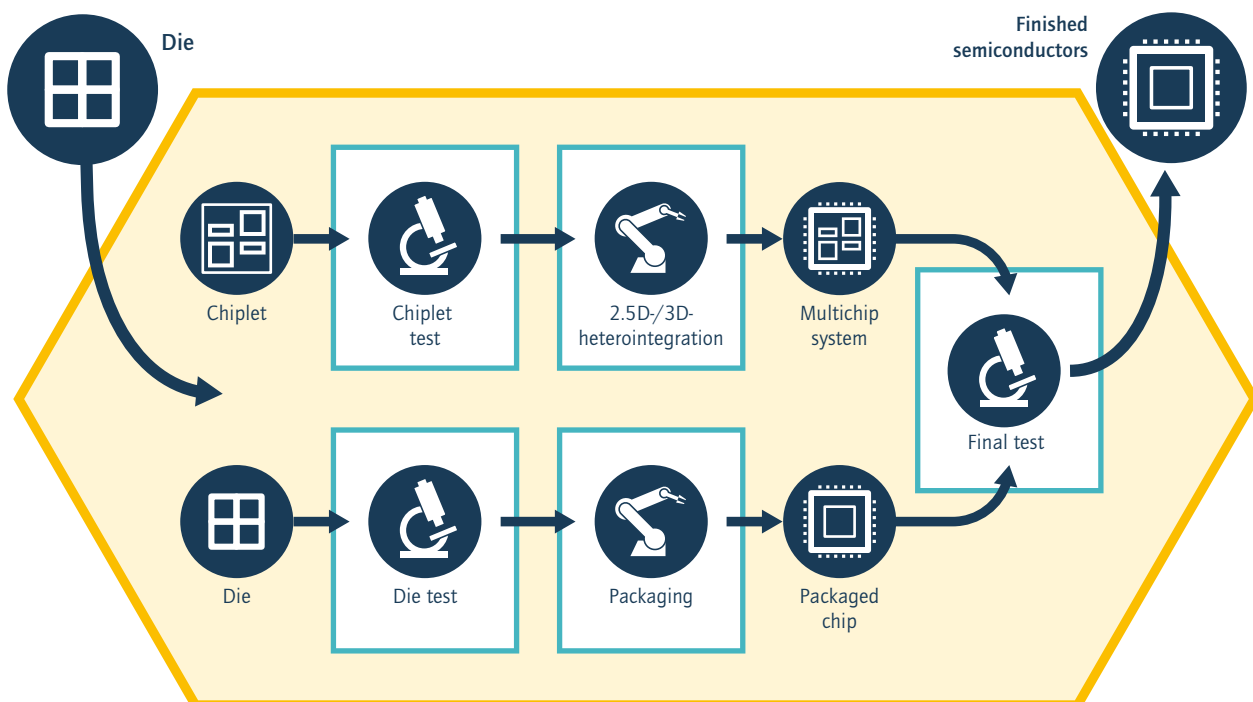 Die
Finished
semiconductors
Chiplet
Chiplet
test
2.5D-/3D-
heterointegration
Multichip
system
Final test
Die
Die test
Packaging
Packaged
chip